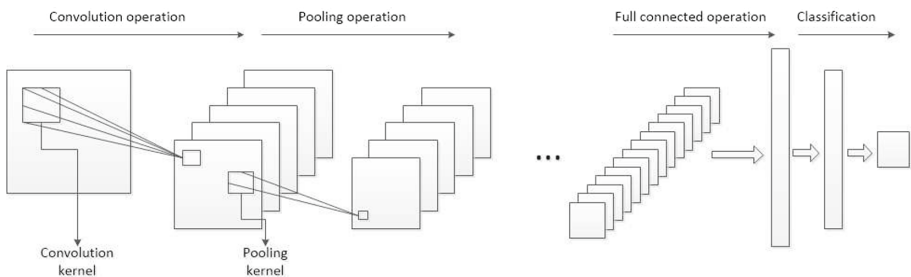 Convolution operation
Pooling operation
Full connected operation
Classification
...
Convolution
kernel
Pooling
kernel